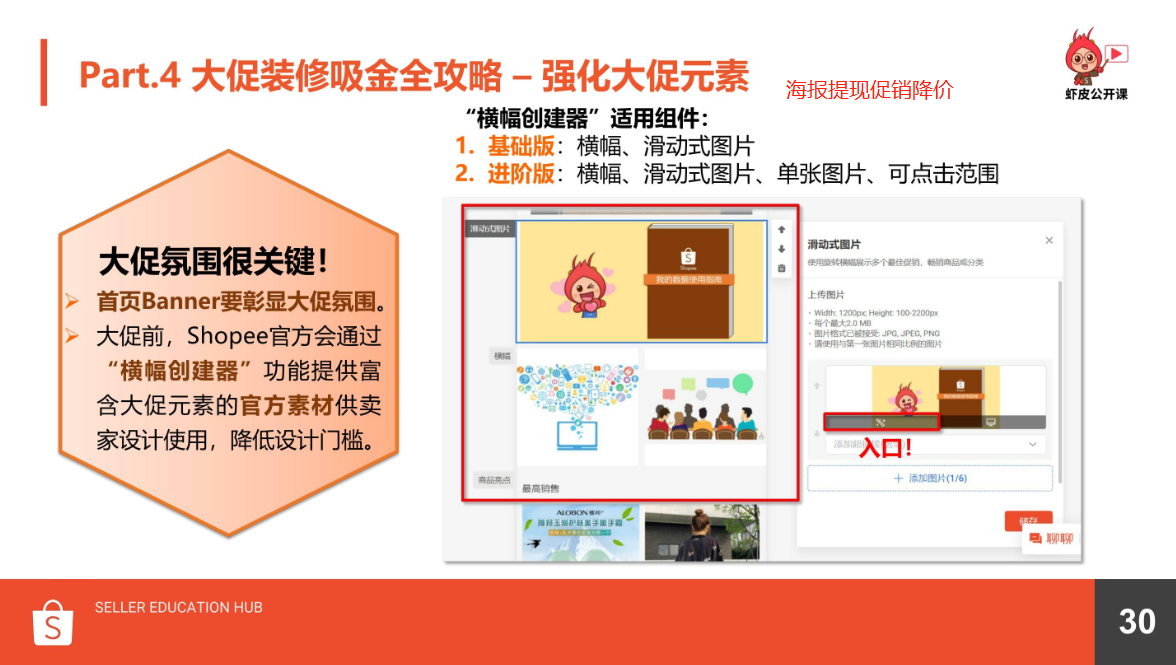 Part.4 大促装修吸金全攻略 – 强化大促元素
海报提现促销降价
虾皮公开课
“横幅创建器”适用组件：
1. 基础版：横幅、滑动式图片
2. 进阶版：横幅、滑动式图片、单张图片、可点击范围
大促氛围很关键！
首页Banner要彰显大促氛围。
大促前，Shopee官方会通过
“横幅创建器”功能提供富
含大促元素的官方素材供卖
家设计使用，降低设计门槛。
滑动式图片
Shopee
我的数据使用指南
横幅
商品亮点
最高销售
ALOBON 雅邦
滑动式图片
使用旋转横幅展示多个最佳促销，畅销商品或分类
上传图片
· Width: 1200px; Height: 100-2200px
· 每个最大2.0 MB
· 图片格式已被接受: JPG, JPEG, PNG
· 请使用与第一张图片相同比例的图片
入口！
＋ 添加图片(1/6)
储存
聊聊
SELLER EDUCATION HUB
30